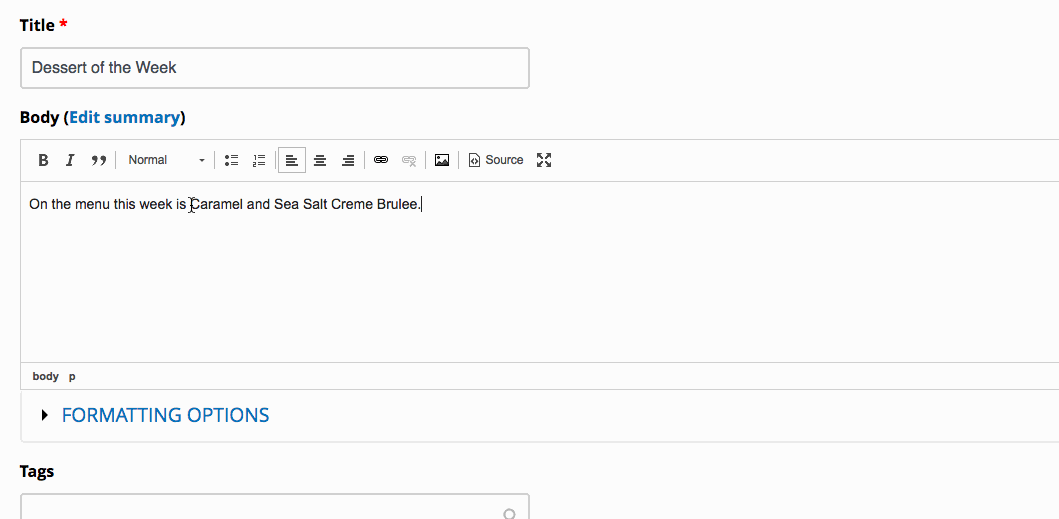 Title *
Dessert of the Week
Body (Edit summary)
B I Normal Source
On the menu this week is Caramel and Sea Salt Creme Brulee.
body p
FORMATTING OPTIONS
Tags